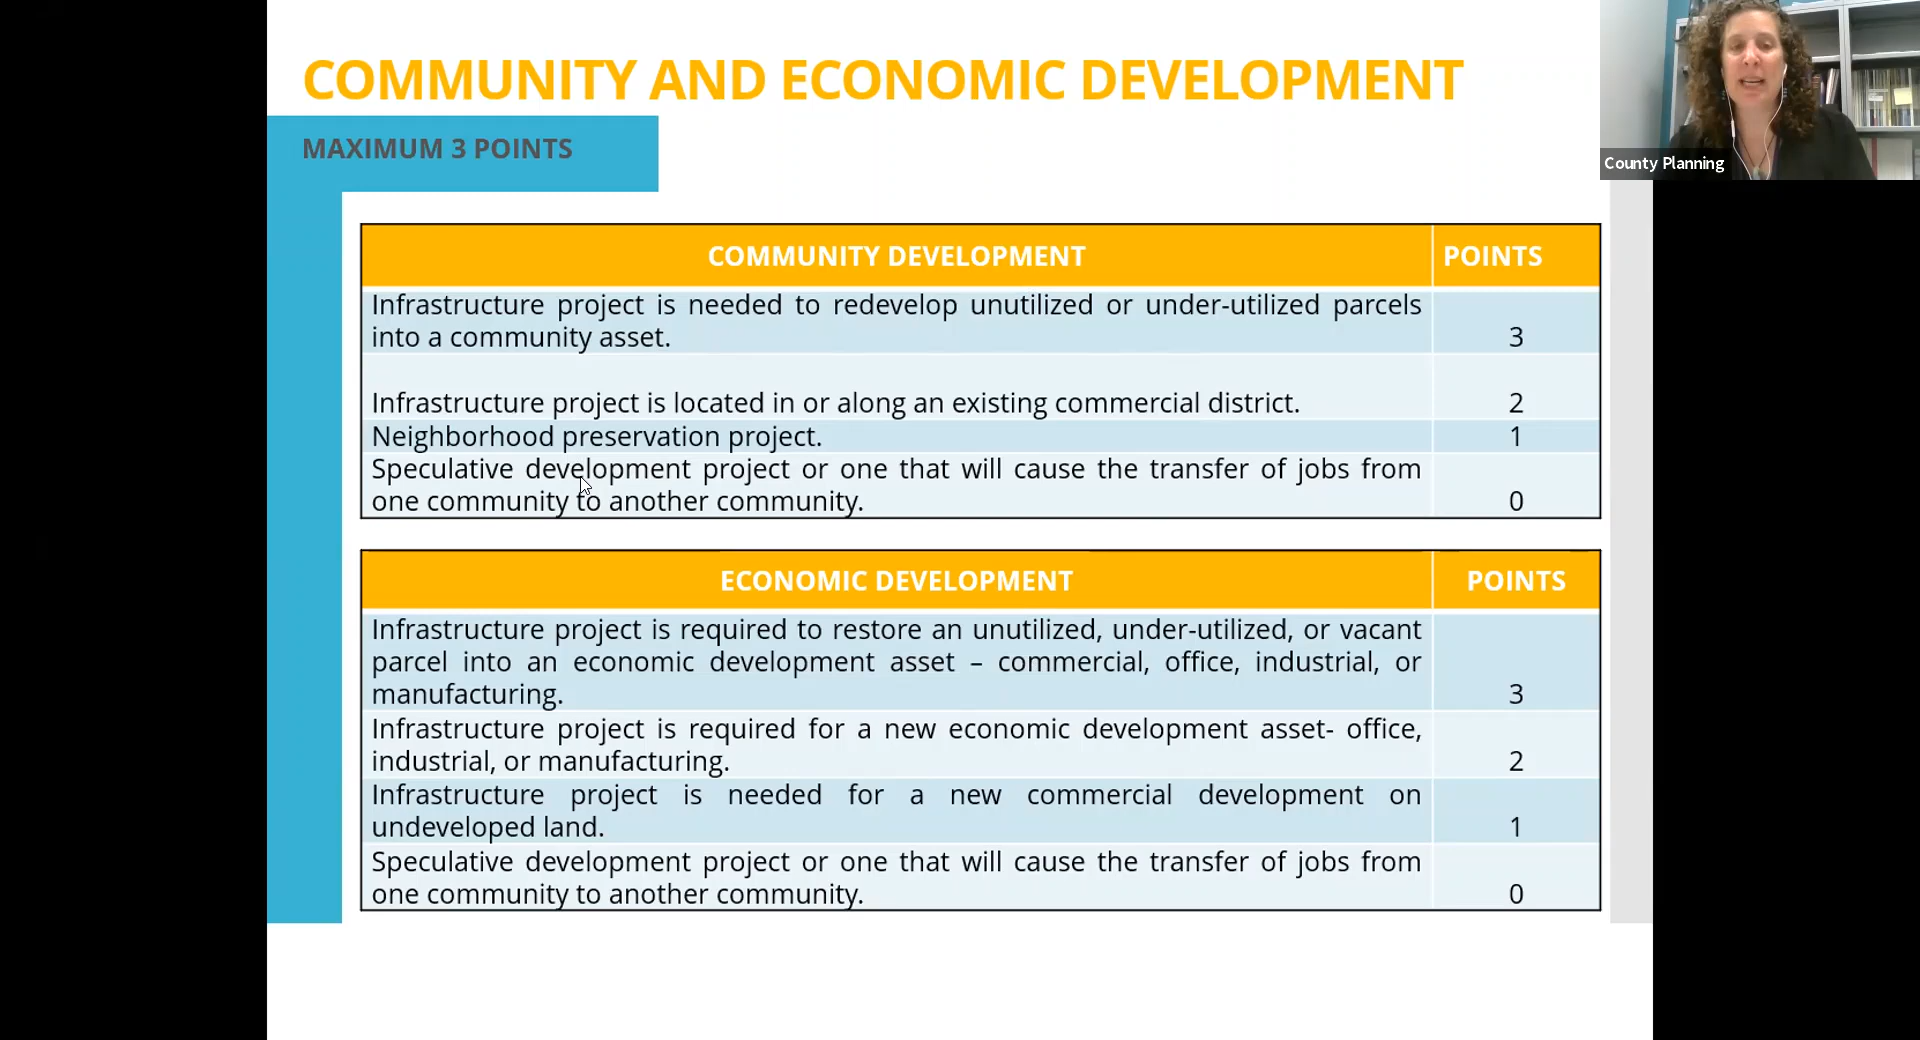 COMMUNITY AND ECONOMIC DEVELOPMENT
MAXIMUM 3 POINTS
County Planning
COMMUNITY DEVELOPMENT POINTS
Infrastructure project is needed to redevelop unutilized or under-utilized parcels
into a community asset. 3
Infrastructure project is located in or along an existing commercial district. 2
Neighborhood preservation project. 1
Speculative development project or one that will cause the transfer of jobs from
one community to another community. 0
ECONOMIC DEVELOPMENT POINTS
Infrastructure project is required to restore an unutilized, under-utilized, or vacant
parcel into an economic development asset – commercial, office, industrial, or
manufacturing. 3
Infrastructure project is required for a new economic development asset- office,
industrial, or manufacturing. 2
Infrastructure project is needed for a new commercial development on
undeveloped land. 1
Speculative development project or one that will cause the transfer of jobs from
one community to another community. 0